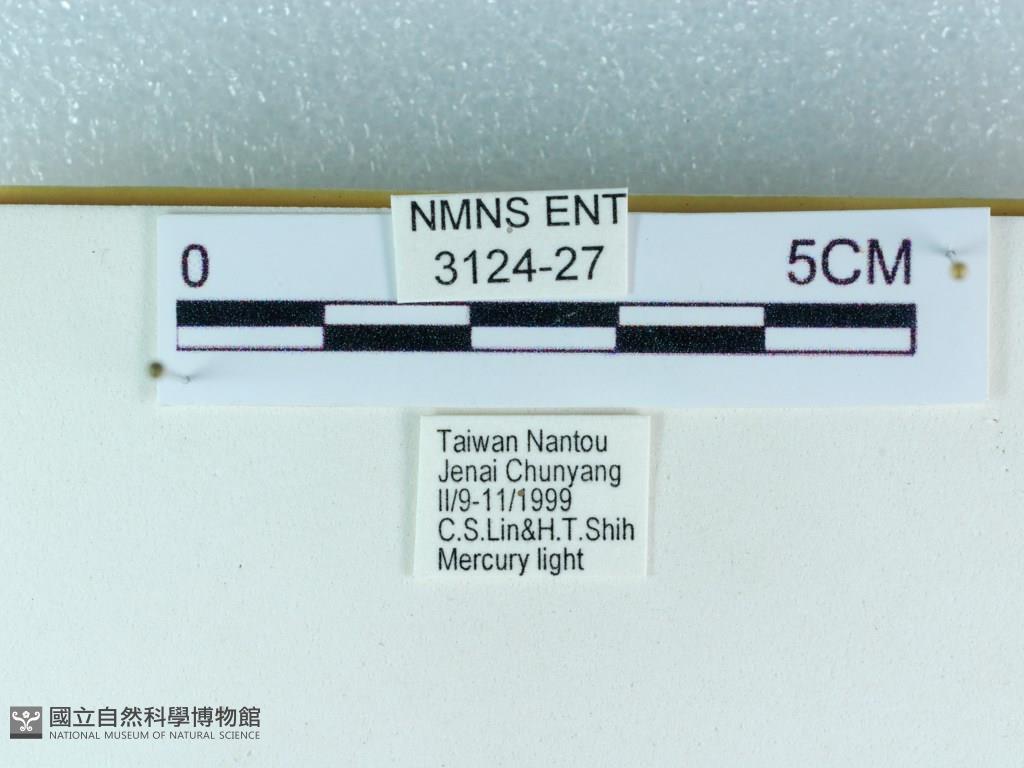 NMNS ENT
3124-27
0
5CM
Taiwan Nantou
Jenai Chunyang
II/9-11/1999
C.S.Lin&H.T.Shih
Mercury light
國立自然科學博物館
NATIONAL MUSEUM OF NATURAL SCIENCE